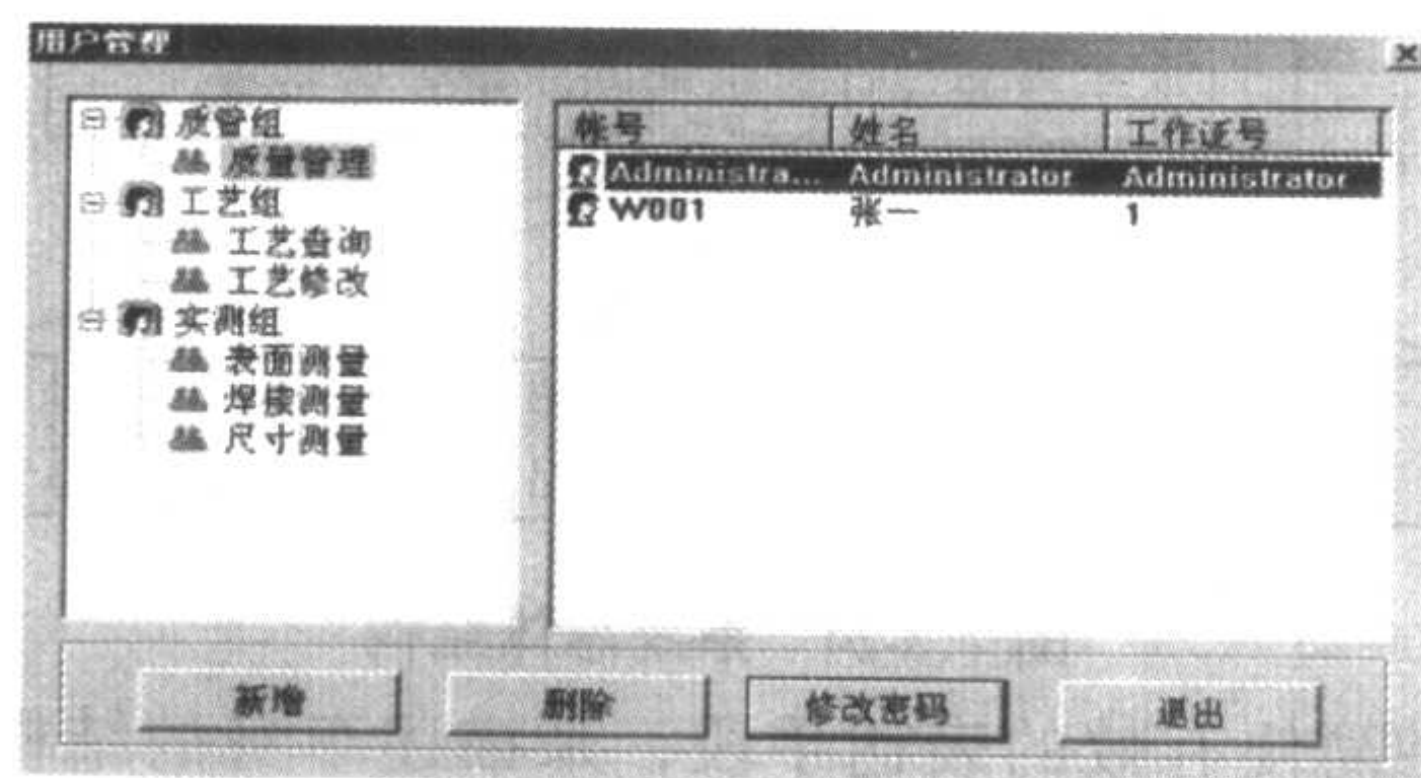 用户管理
质管组
质量管理
工艺组
工艺查询
工艺修改
实测组
表面测量
焊接测量
尺寸测量
帐号 姓名 工作证号
Administra... Administrator Administrator
W001 张一 1
新增 删除 修改密码 退出